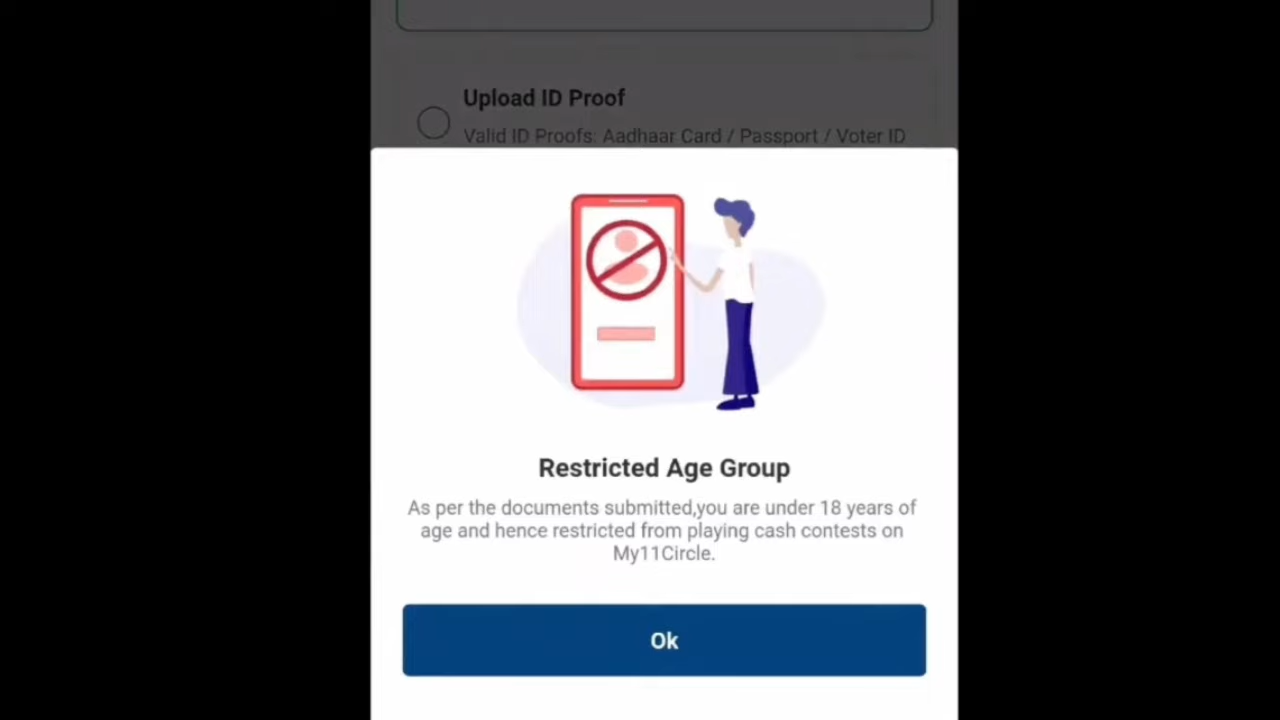 Upload ID Proof
Valid ID Proofs: Aadhaar Card / Passport / Voter ID
Restricted Age Group
As per the documents submitted,you are under 18 years of
age and hence restricted from playing cash contests on
My11Circle.
Ok